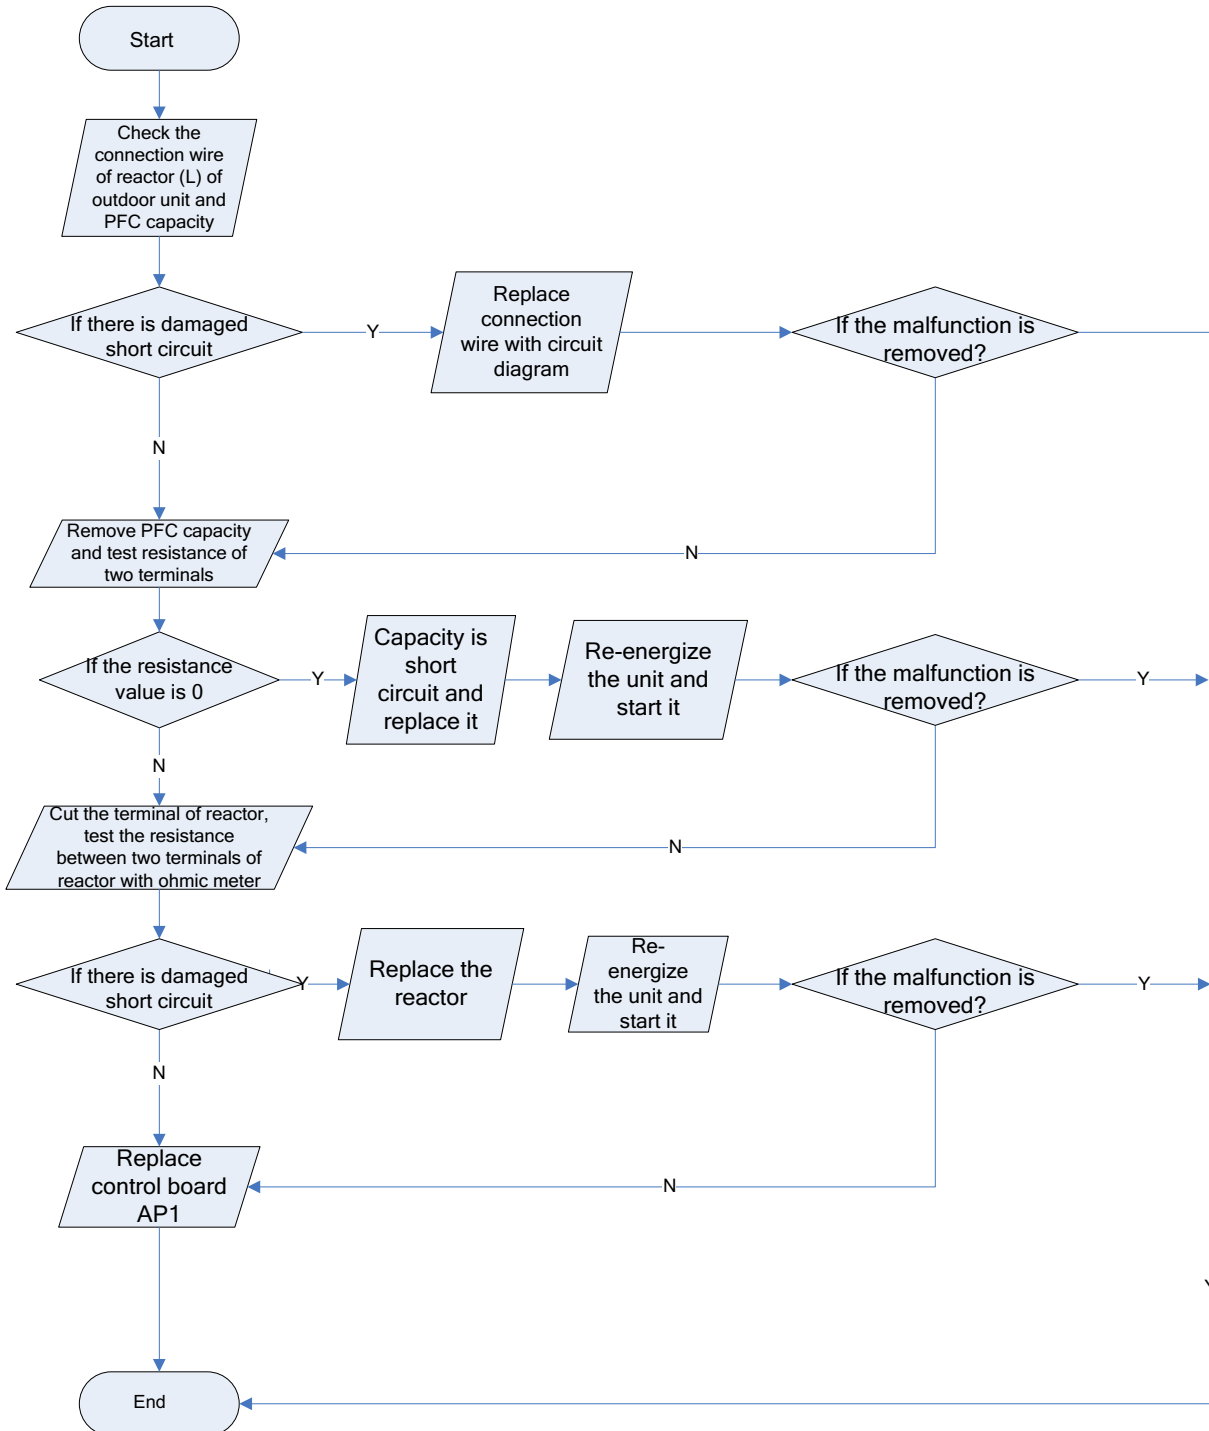 Start
Check the
connection wire
of reactor (L) of
outdoor unit and
PFC capacity
If there is damaged
short circuit
Y
Replace
connection
wire with circuit
diagram
If the malfunction is
removed?
N
N
Remove PFC capacity
and test resistance of
two terminals
If the resistance
value is 0
Y
Capacity is
short
circuit and
replace it
Re-energize
the unit and
start it
If the malfunction is
removed?
Y
N
N
Cut the terminal of reactor,
test the resistance
between two terminals of
reactor with ohmic meter
If there is damaged
short circuit
Y
Replace the
reactor
Re-
energize
the unit and
start it
If the malfunction is
removed?
Y
N
N
Replace
control board
AP1
End